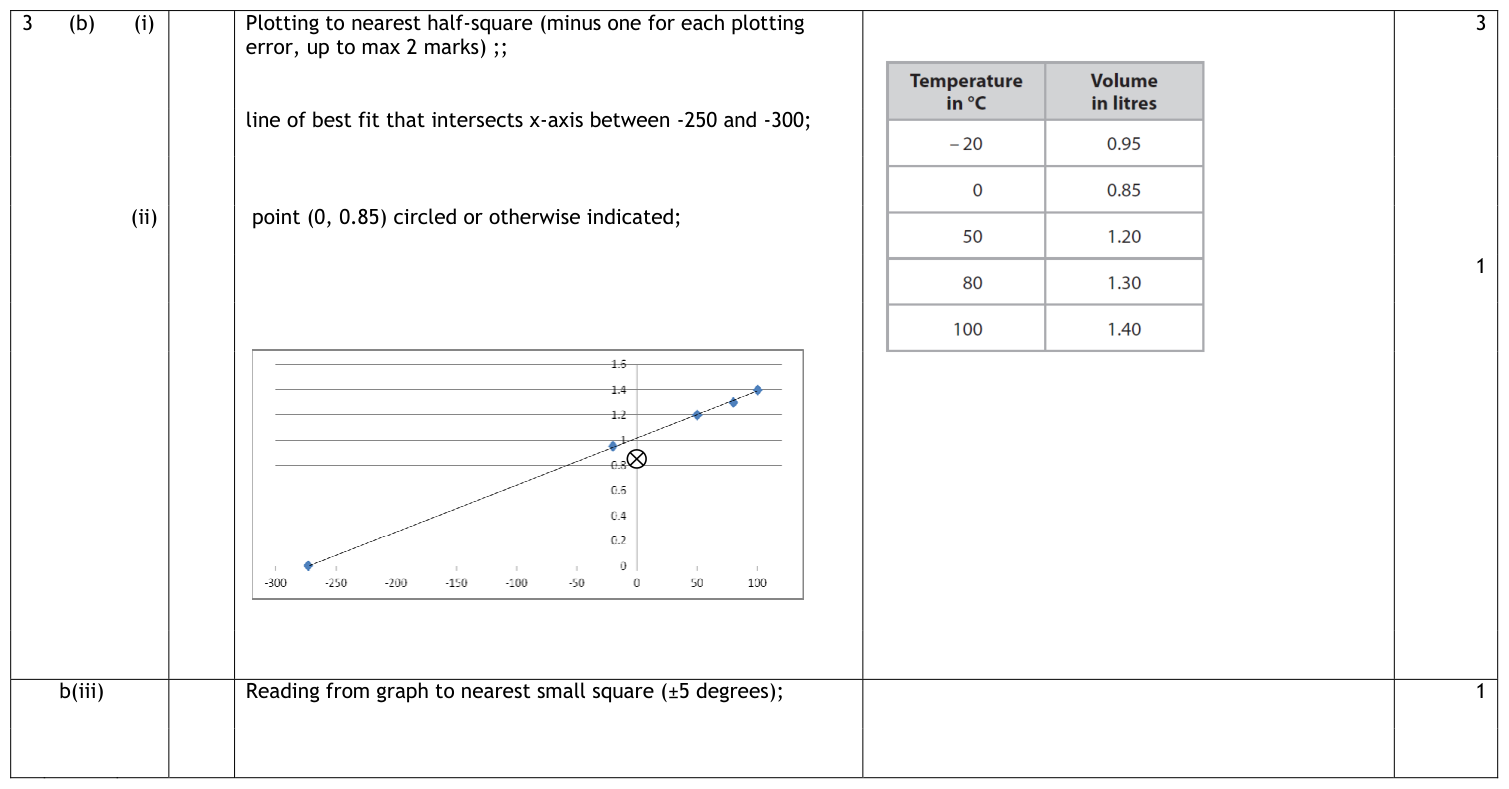 3 (b) (i) Plotting to nearest half-square (minus one for each plotting 3
error, up to max 2 marks) ;;
line of best fit that intersects x-axis between -250 and -300;
(ii) point (0, 0.85) circled or otherwise indicated;
1
Temperature Volume
in °C in litres
– 20 0.95
0 0.85
50 1.20
80 1.30
100 1.40
1.6
1.4
1.2
1
0.8
0.6
0.4
0.2
0
-300 -250 -200 -150 -100 -50 0 50 100
b(iii) Reading from graph to nearest small square (±5 degrees); 1